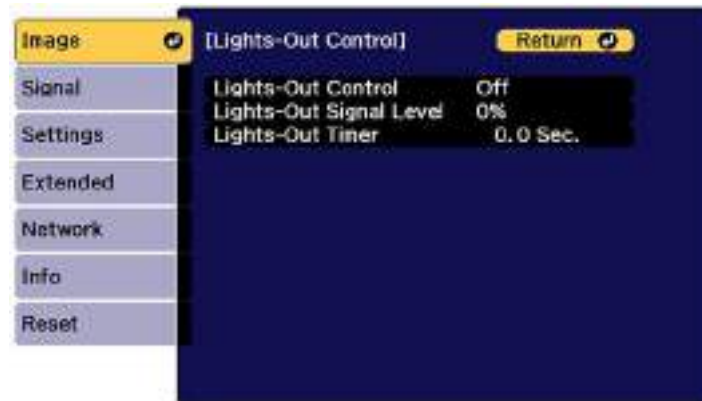 Image
Signal
Settings
Extended
Network
Info
Reset
[Lights-Out Control]
Return
Lights-Out Control Off
Lights-Out Signal Level 0%
Lights-Out Timer 0.0 Sec.